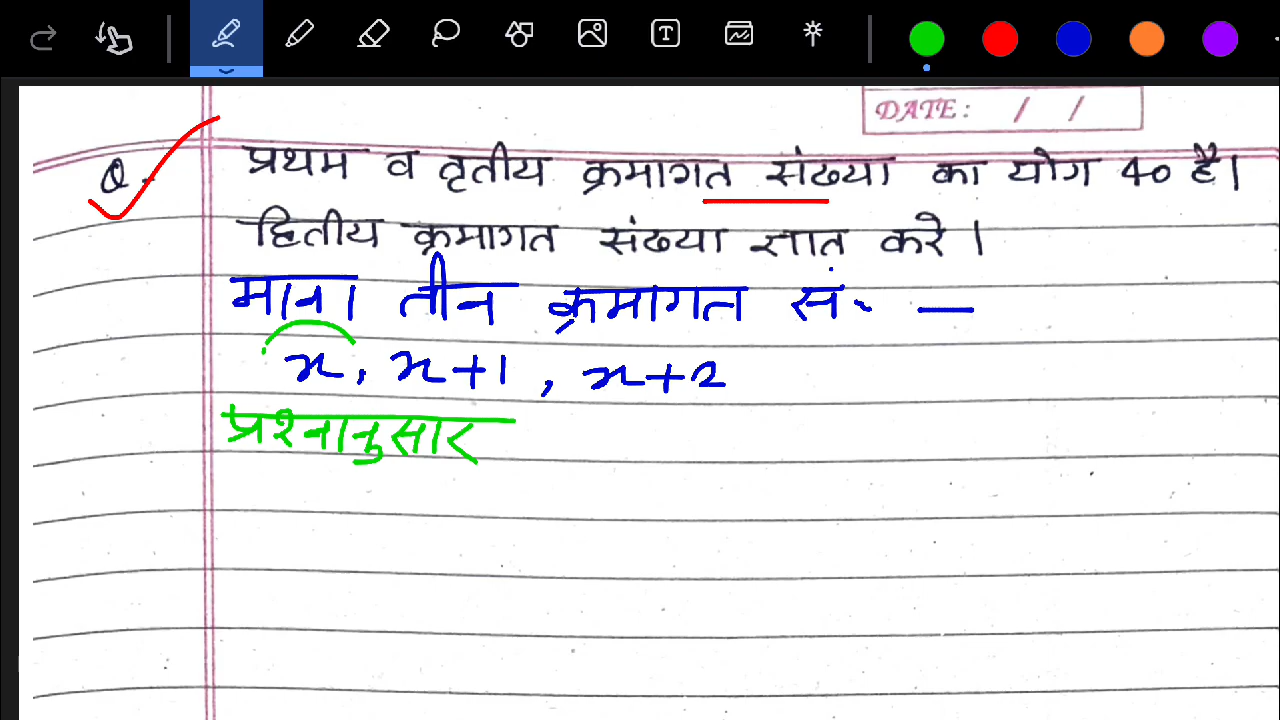 DATE: / /
Q. प्रथम व तृतीय क्रमागत संख्या का योग 40 है।
द्वितीय क्रमागत संख्या ज्ञात करे।
माना तीन क्रमागत सं. —
x, x+1, x+2
प्रश्नानुसार